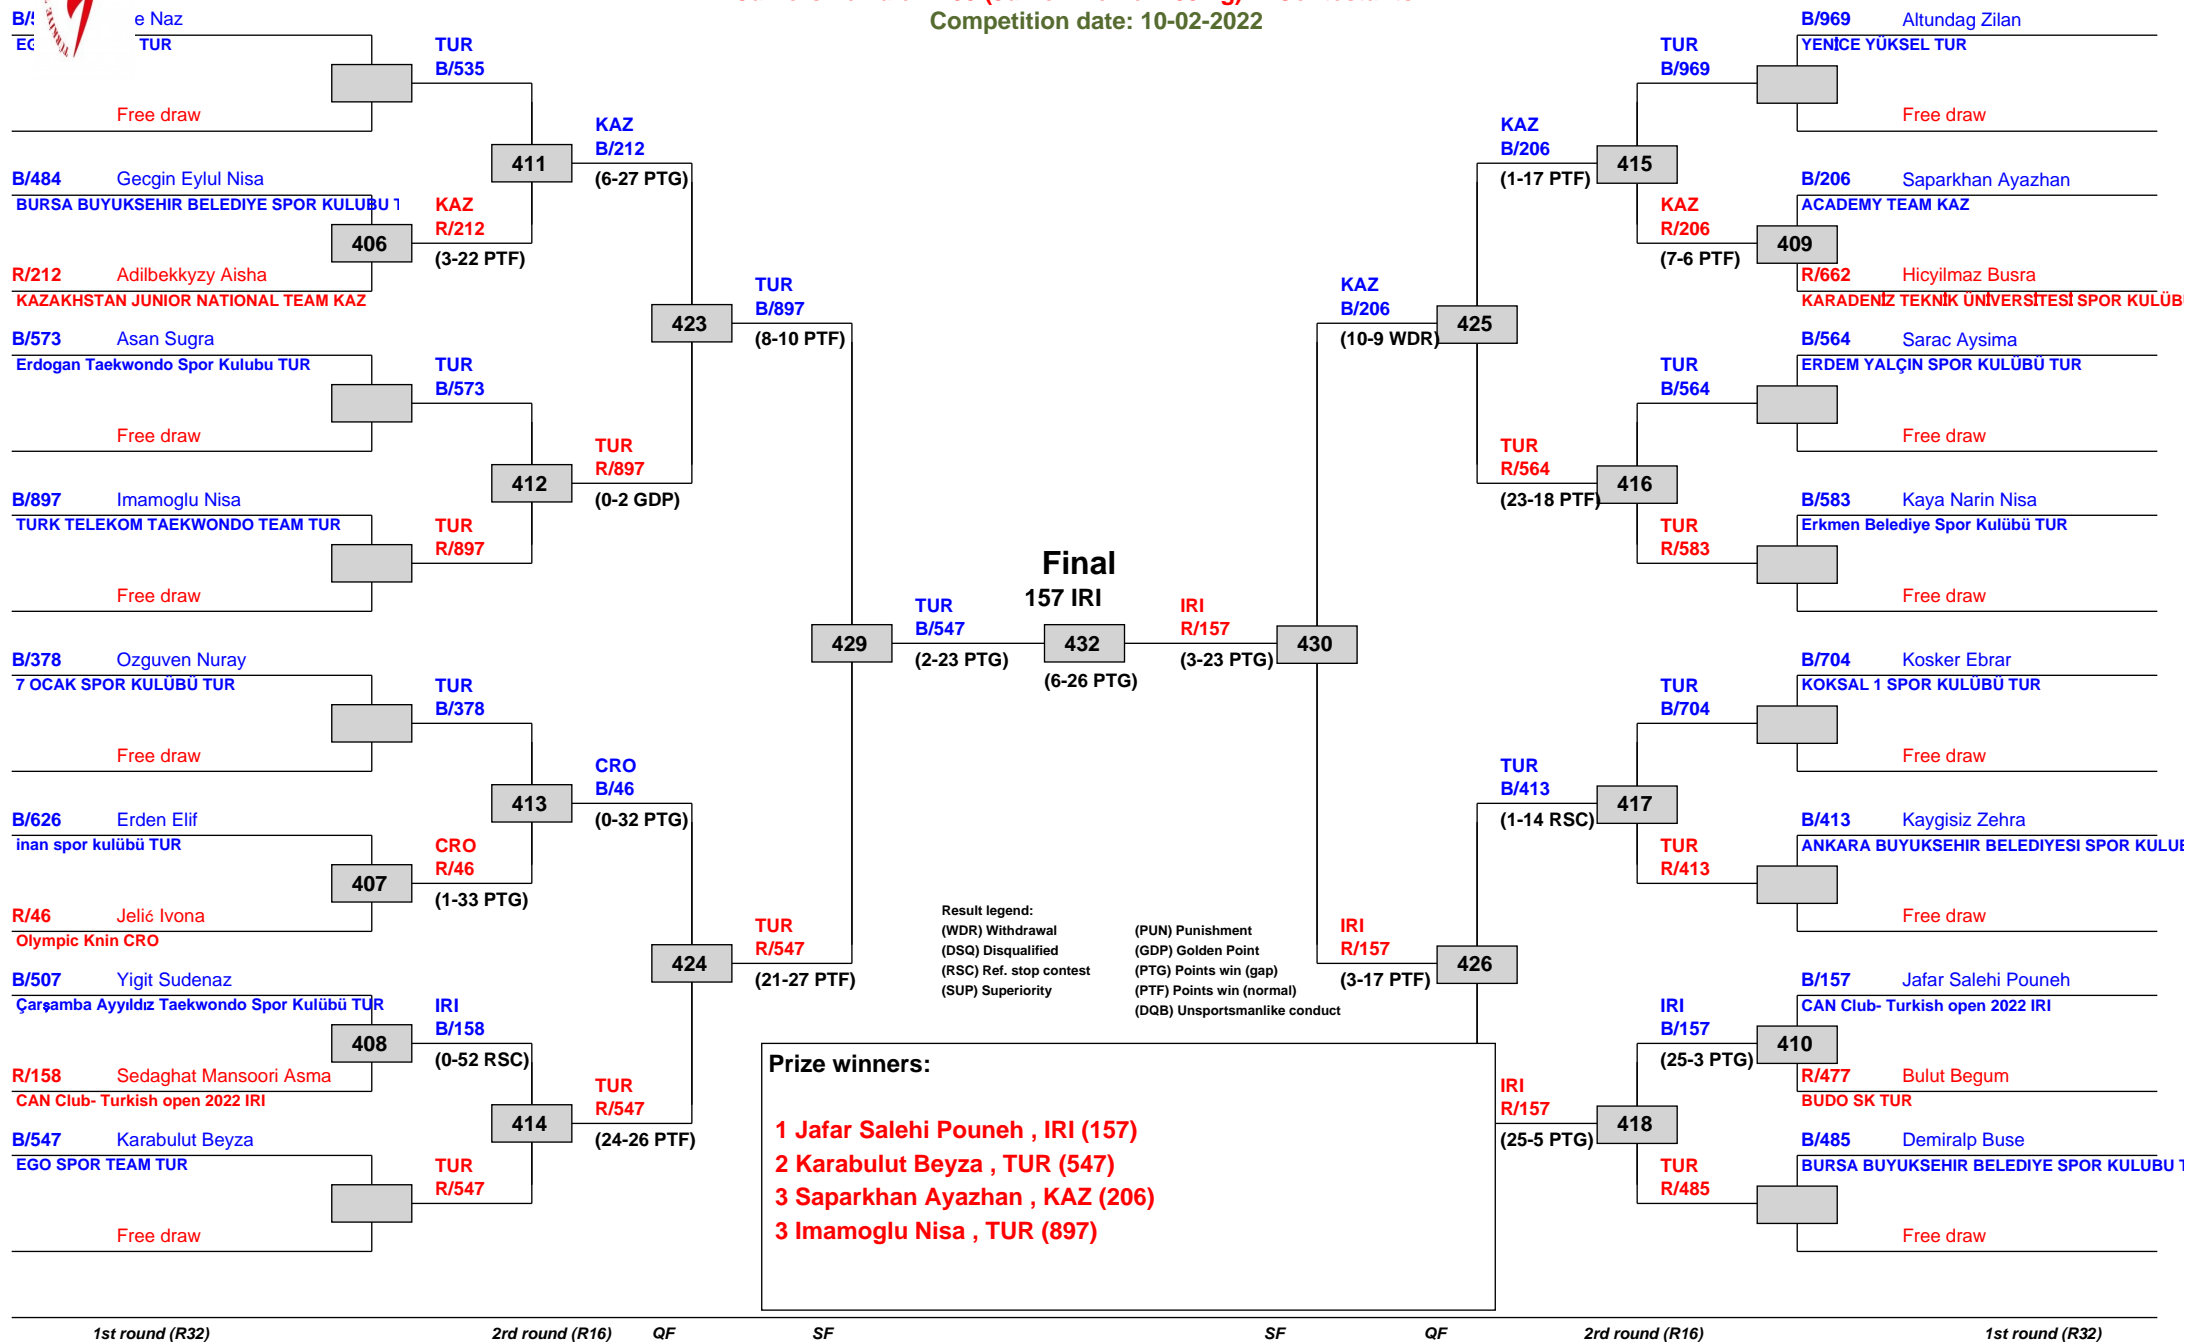 Competition date: 10-02-2022
e Naz
TUR
Free draw
B/484 Gecgin Eylul Nisa
BURSA BUYUKSEHIR BELEDIYE SPOR KULUBU
406
R/212 Adilbekkyzy Aisha
KAZAKHSTAN JUNIOR NATIONAL TEAM KAZ
B/573 Asan Sugra
Erdogan Taekwondo Spor Kulubu TUR
Free draw
B/897 Imamoglu Nisa
TURK TELEKOM TAEKWONDO TEAM TUR
Free draw
B/378 Ozguven Nuray
7 OCAK SPOR KULÜBÜ TUR
Free draw
B/626 Erden Elif
inan spor kulübü TUR
407
R/46 Jelić Ivona
Olympic Knin CRO
B/507 Yigit Sudenaz
Çarşamba Ayyıldız Taekwondo Spor Kulübü TUR
408
R/158 Sedaghat Mansoori Asma
CAN Club- Turkish open 2022 IRI
B/547 Karabulut Beyza
EGO SPOR TEAM TUR
Free draw
TUR
B/535
411
KAZ
R/212
(3-22 PTF)
TUR
B/573
412
TUR
R/897
TUR
B/378
413
CRO
R/46
(1-33 PTG)
IRI
B/158
(0-52 RSC)
414
TUR
R/547
KAZ
B/212
(6-27 PTG)
423
TUR
R/897
(0-2 GDP)
CRO
B/46
(0-32 PTG)
424
TUR
R/547
(24-26 PTF)
TUR
B/897
(8-10 PTF)
429
TUR
R/547
(21-27 PTF)
TUR
B/547
(2-23 PTG)
Final
157 IRI
432
(6-26 PTG)
IRI
R/157
(3-23 PTG)
430
KAZ
B/206
(10-9 WDR)
425
IRI
R/157
(3-17 PTF)
426
KAZ
B/206
(1-17 PTF)
415
TUR
R/564
(23-18 PTF)
416
TUR
B/413
(1-14 RSC)
417
IRI
R/157
(25-5 PTG)
418
TUR
B/969
KAZ
R/206
(7-6 PTF)
409
TUR
B/564
TUR
R/583
TUR
B/704
TUR
R/413
IRI
B/157
(25-3 PTG)
410
TUR
R/485
B/969 Altundag Zilan
YENİCE YÜKSEL TUR
Free draw
B/206 Saparkhan Ayazhan
ACADEMY TEAM KAZ
R/662 Hicyilmaz Busra
KARADENİZ TEKNİK ÜNİVERSİTESİ SPOR KULÜB
B/564 Sarac Aysima
ERDEM YALÇIN SPOR KULÜBÜ TUR
Free draw
B/583 Kaya Narin Nisa
Erkmen Belediye Spor Kulübü TUR
Free draw
B/704 Kosker Ebrar
KOKSAL 1 SPOR KULÜBÜ TUR
Free draw
B/413 Kaygisiz Zehra
ANKARA BUYUKSEHIR BELEDIYESI SPOR KULUB
Free draw
B/157 Jafar Salehi Pouneh
CAN Club- Turkish open 2022 IRI
R/477 Bulut Begum
BUDO SK TUR
B/485 Demiralp Buse
BURSA BUYUKSEHIR BELEDIYE SPOR KULUBU
Free draw
Result legend:
(WDR) Withdrawal (PUN) Punishment
(DSQ) Disqualified (GDP) Golden Point
(RSC) Ref. stop contest (PTG) Points win (gap)
(SUP) Superiority (PTF) Points win (normal)
(DQB) Unsportsmanlike conduct
Prize winners:
1 Jafar Salehi Pouneh , IRI (157)
2 Karabulut Beyza , TUR (547)
3 Saparkhan Ayazhan , KAZ (206)
3 Imamoglu Nisa , TUR (897)
1st round (R32) 2rd round (R16) QF SF SF QF 2rd round (R16) 1st round (R32)